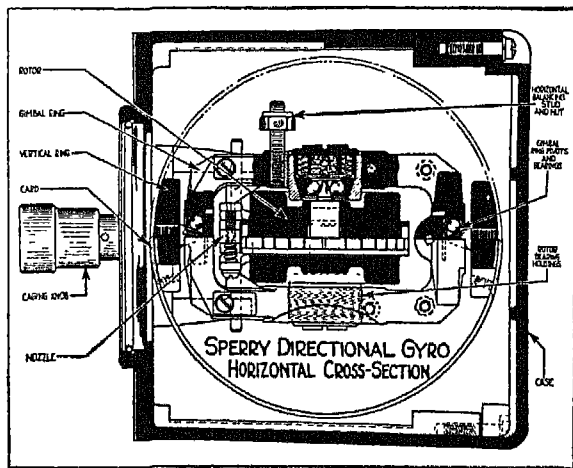 ROTOR
GIMBAL RING
VERTICAL RING
CARD
CAGING KNOB
NOZZLE
HORIZONTAL
BALANCING
STUD
AND NUT
GIMBAL
RING PIVOTS
AND
BEARINGS
ROTOR
BEARING
HOLDINGS
CASE
SPERRY DIRECTIONAL GYRO
HORIZONTAL CROSS-SECTION